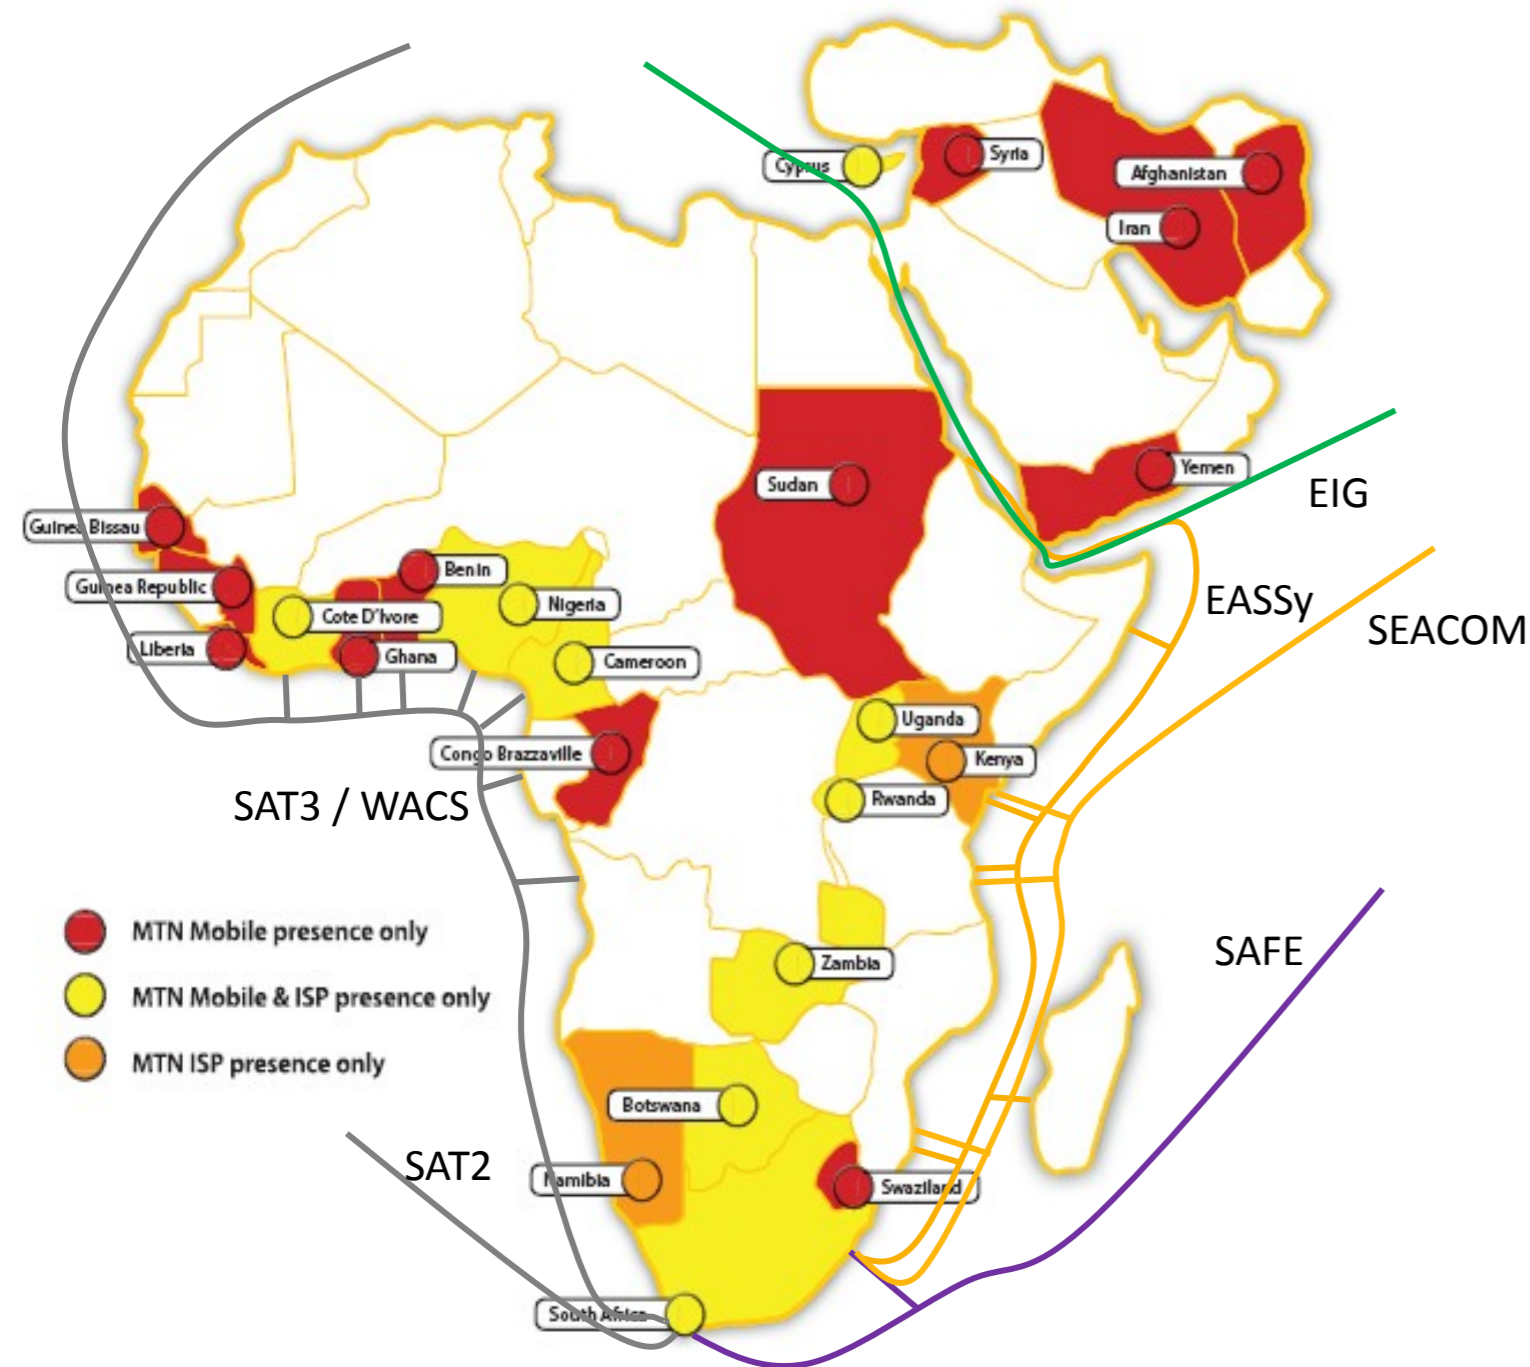 Cyprus
Syria
Afghanistan
Iran
Yemen
Sudan
EIG
Guinea Bissau
Benin
Guinea Republic
Nigeria
EASSy
Cote D'Ivore
SEACOM
Liberia
Ghana
Cameroon
Uganda
Congo Brazzaville
Kenya
Rwanda
SAT3 / WACS
MTN Mobile presence only
SAFE
Zambia
MTN Mobile & ISP presence only
MTN ISP presence only
Botswana
SAT2
Namibia
Swaziland
South Africa